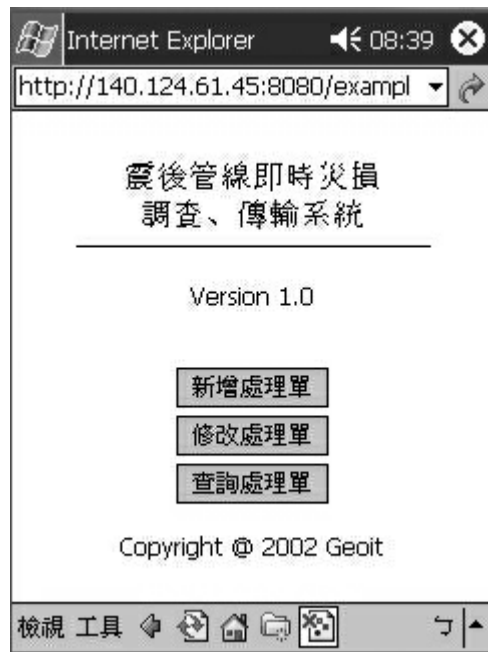 Internet Explorer 08:39
http://140.124.61.45:8080/exampl
震後管線即時災損
調查、傳輸系統
Version 1.0
新增處理單
修改處理單
查詢處理單
Copyright @ 2002 Geoit
檢視 工具 ㄅ